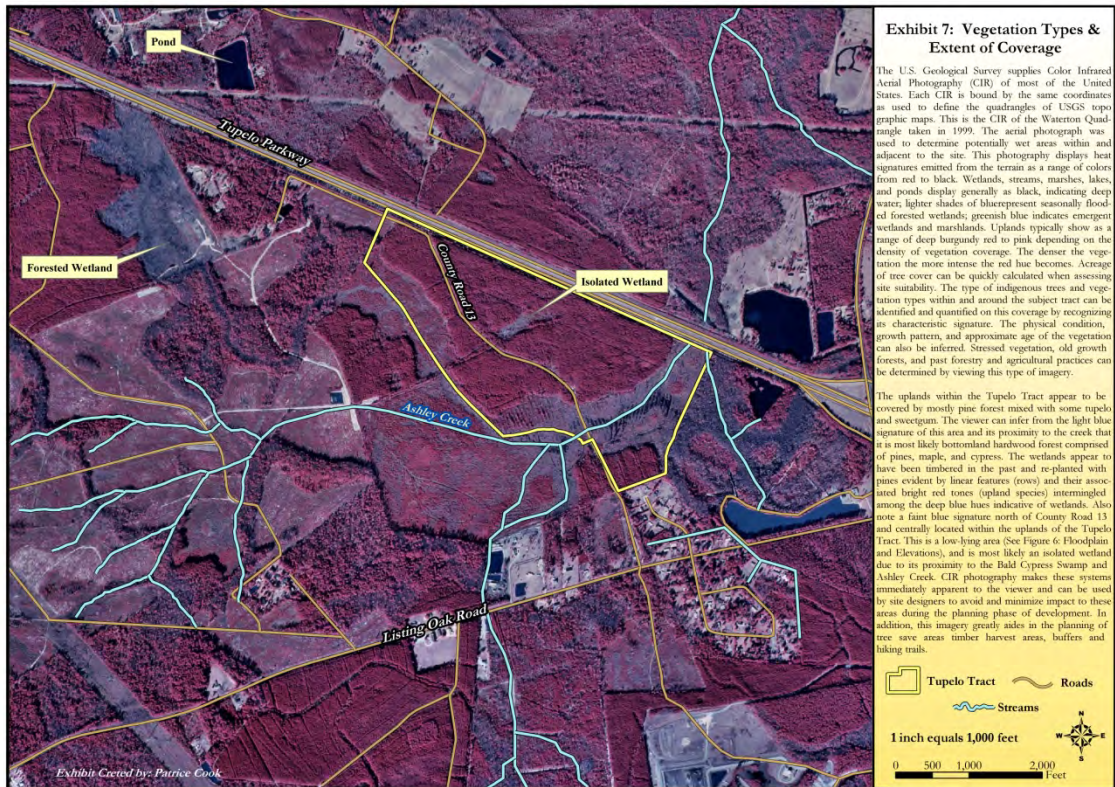 Pond
Tupelo Parkway
Forested Wetland
County Road 13
Isolated Wetland
Ashley Creek
Listing Oak Road
Exhibit Creted by: Patrice Cook
Exhibit 7: Vegetation Types &
Extent of Coverage
The U.S. Geological Survey supplies Color Infrared
Aerial Photography (CIR) of most of the United
States. Each CIR is bound by the same coordinates
as used to define the quadrangles of USGS topo
graphic maps. This is the CIR of the Waterton Quad-
rangle taken in 1999. The aerial photograph was
used to determine potentially wet areas within and
adjacent to the site. This photography displays heat
signatures emitted from the terrain as a range of colors
from red to black. Wetlands, streams, marshes, lakes,
and ponds display generally as black, indicating deep
water; lighter shades of bluerepresent seasonally flood-
ed forested wetlands; greenish blue indicates emergent
wetlands and marshlands. Uplands typically show as a
range of deep burgundy red to pink depending on the
density of vegetation coverage. The denser the vege-
tation the more intense the red hue becomes. Acreage
of tree cover can be quickly calculated when assessing
site suitability. The type of indigenous trees and vege-
tation types within and around the subject tract can be
identified and quantified on this coverage by recognizing
its characteristic signature. The physical condition,
growth pattern, and approximate age of the vegetation
can also be inferred. Stressed vegetation, old growth
forests, and past forestry and agricultural practices can
be determined by viewing this type of imagery.
The uplands within the Tupelo Tract appear to be
covered by mostly pine forest mixed with some tupelo
and sweetgum. The viewer can infer from the light blue
signature of this area and its proximity to the creek that
it is most likely bottomland hardwood forest comprised
of pines, maple, and cypress. The wetlands appear to
have been timbered in the past and re-planted with
pines evident by linear features (rows) and their assoc-
iated bright red tones (upland species) intermingled
among the deep blue hues indicative of wetlands. Also
note a faint blue signature north of County Road 13
and centrally located within the uplands of the Tupelo
Tract. This is a low-lying area (See Figure 6: Floodplain
and Elevations), and is most likely an isolated wetland
due to its proximity to the Bald Cypress Swamp and
Ashley Creek. CIR photography makes these systems
immediately apparent to the viewer and can be used
by site designers to avoid and minimize impact to these
areas during the planning phase of development. In
addition, this imagery greatly aides in the planning of
tree save areas timber harvest areas, buffers and
hiking trails.
Tupelo Tract
Roads
Streams
1 inch equals 1,000 feet
N
W
E
S
0 500 1,000 2,000
Feet